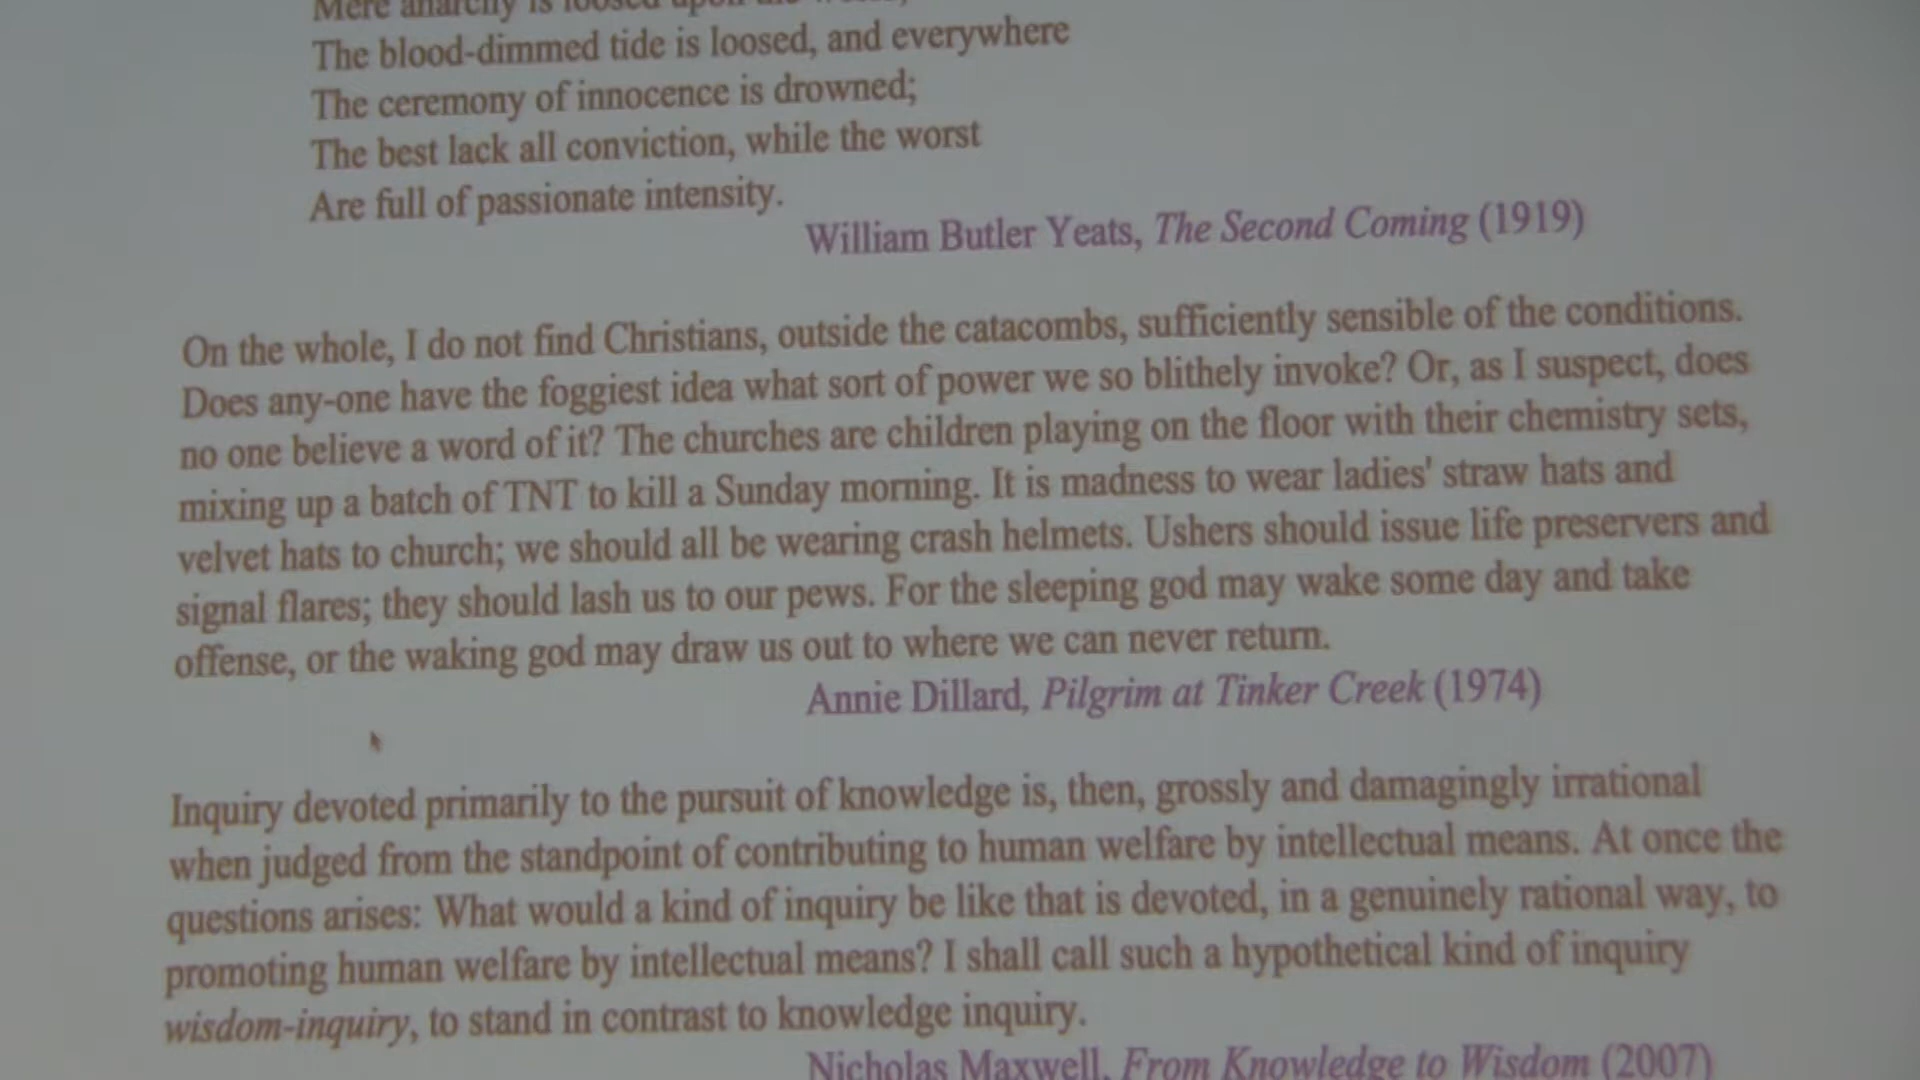 Mere anarchy is loosed upon the world,
The blood-dimmed tide is loosed, and everywhere
The ceremony of innocence is drowned;
The best lack all conviction, while the worst
Are full of passionate intensity.
William Butler Yeats, The Second Coming (1919)
On the whole, I do not find Christians, outside the catacombs, sufficiently sensible of the conditions.
Does any-one have the foggiest idea what sort of power we so blithely invoke? Or, as I suspect, does
no one believe a word of it? The churches are children playing on the floor with their chemistry sets,
mixing up a batch of TNT to kill a Sunday morning. It is madness to wear ladies' straw hats and
velvet hats to church; we should all be wearing crash helmets. Ushers should issue life preservers and
signal flares; they should lash us to our pews. For the sleeping god may wake some day and take
offense, or the waking god may draw us out to where we can never return.
Annie Dillard, Pilgrim at Tinker Creek (1974)
Inquiry devoted primarily to the pursuit of knowledge is, then, grossly and damagingly irrational
when judged from the standpoint of contributing to human welfare by intellectual means. At once the
questions arises: What would a kind of inquiry be like that is devoted, in a genuinely rational way, to
promoting human welfare by intellectual means? I shall call such a hypothetical kind of inquiry
wisdom-inquiry, to stand in contrast to knowledge inquiry.
Nicholas Maxwell, From Knowledge to Wisdom (2007)